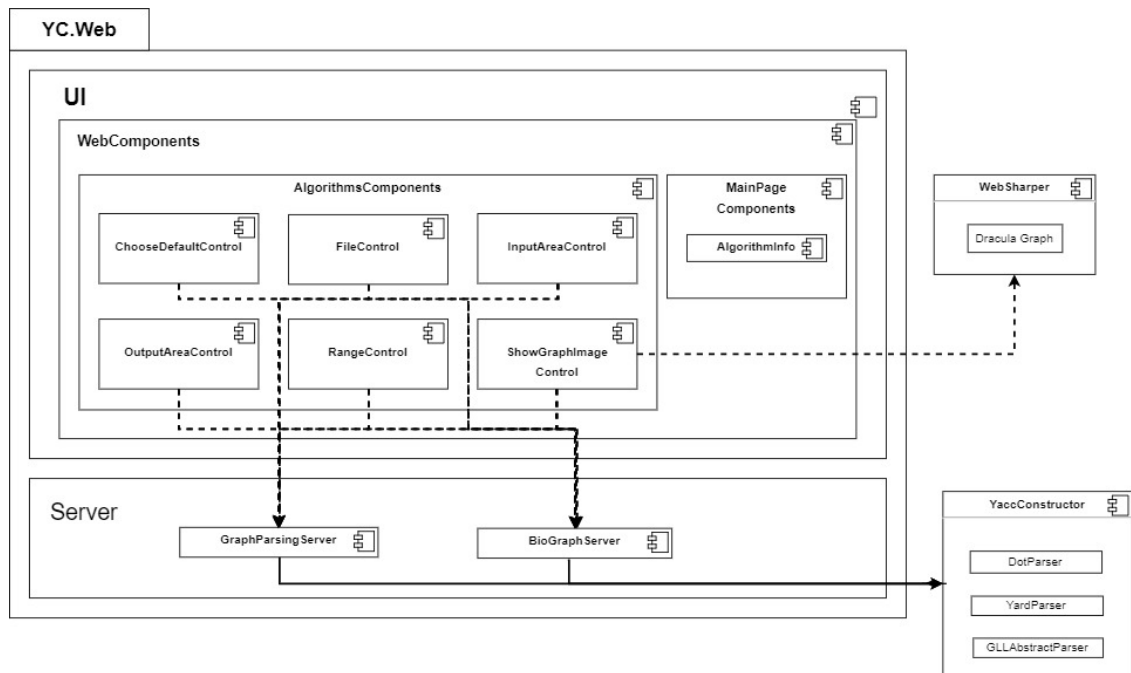 YC.Web
UI
WebComponents
AlgorithmsComponents
ChooseDefaultControl
FileControl
InputAreaControl
OutputAreaControl
RangeControl
ShowGraphImage
Control
MainPage
Components
AlgorithmInfo
WebSharper
Dracula Graph
Server
GraphParsingServer
BioGraphServer
YaccConstructor
DotParser
YardParser
GLLAbstractParser